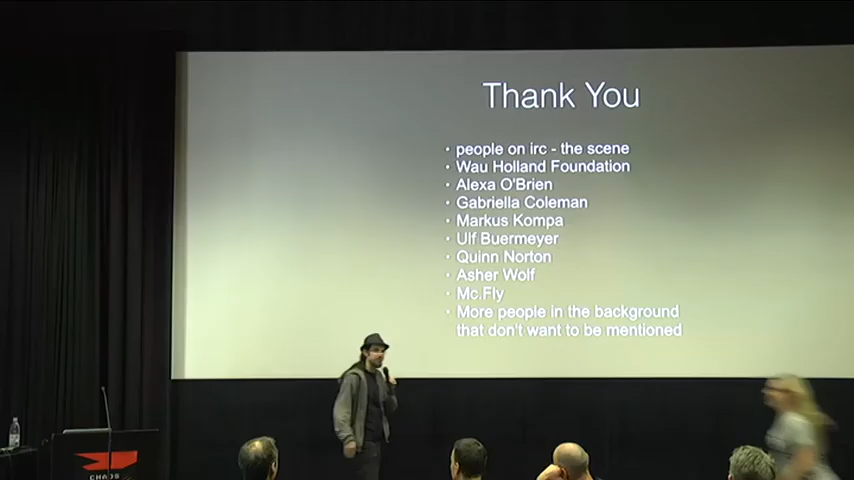 Thank You
• people on irc - the scene
• Wau Holland Foundation
• Alexa O'Brien
• Gabriella Coleman
• Markus Kompa
• Ulf Buermeyer
• Quinn Norton
• Asher Wolf
• Mc.Fly
• More people in the background
that don't want to be mentioned
CHAOS